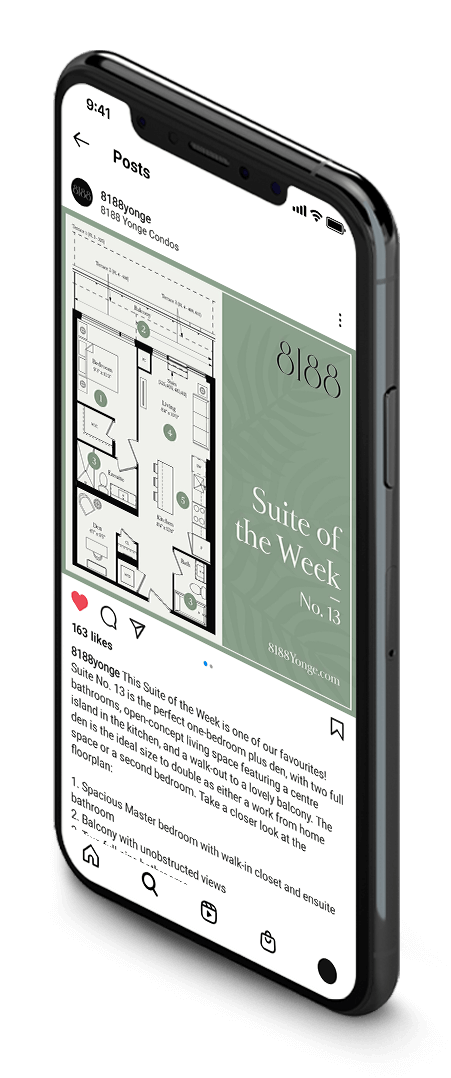 9:41
Posts
8188
8188yonge
8188 Yonge Condos
Balcony
2
Bedroom
1
Living
4
3
Ensuite
5
Kitchen
Den
Bath
3
8188
Suite of
the Week
No. 13
8188Yonge.com
163 likes
8188yonge This Suite of the Week is one of our favourites!
Suite No. 13 is the perfect one-bedroom plus den, with two full
bathrooms, open-concept living space featuring a centre
island in the kitchen, and a walk-out to a lovely balcony. The
den is the ideal size to double as either a work from home
space or a second bedroom. Take a closer look at the
floorplan:
1. Spacious Master bedroom with walk-in closet and ensuite
bathroom
2. Balcony with unobstructed views